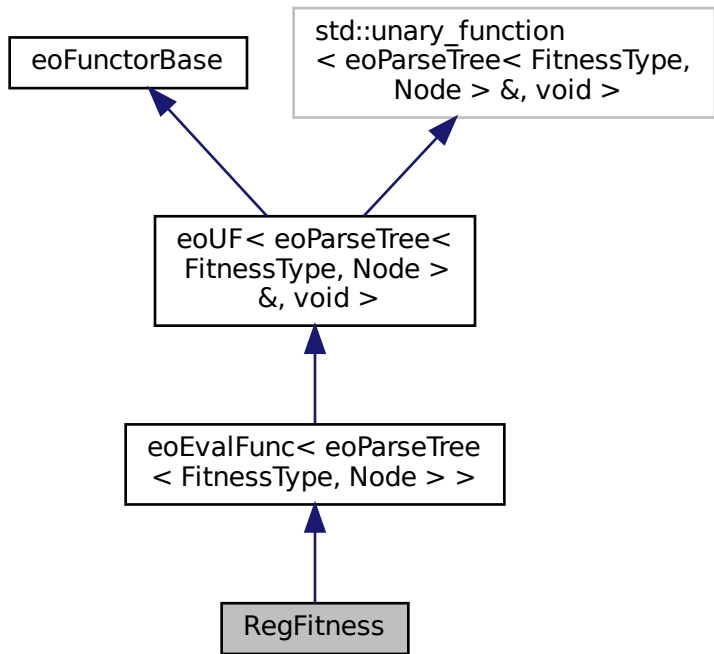 eoFunctorBase
std::unary_function
< eoParseTree< FitnessType,
Node > &, void >
eoUF< eoParseTree<
FitnessType, Node >
&, void >
eoEvalFunc< eoParseTree
< FitnessType, Node > >
RegFitness